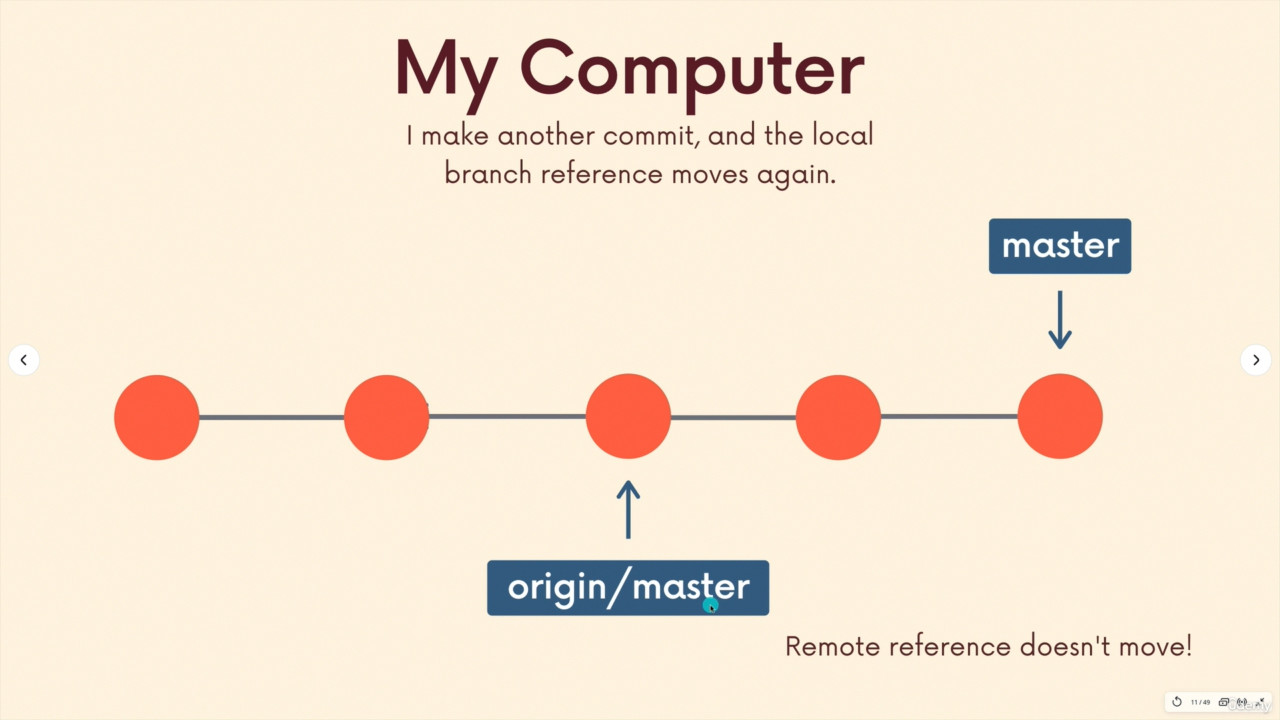 My Computer
I make another commit, and the local
branch reference moves again.
master
origin/master
Remote reference doesn't move!
11 / 49
udemy